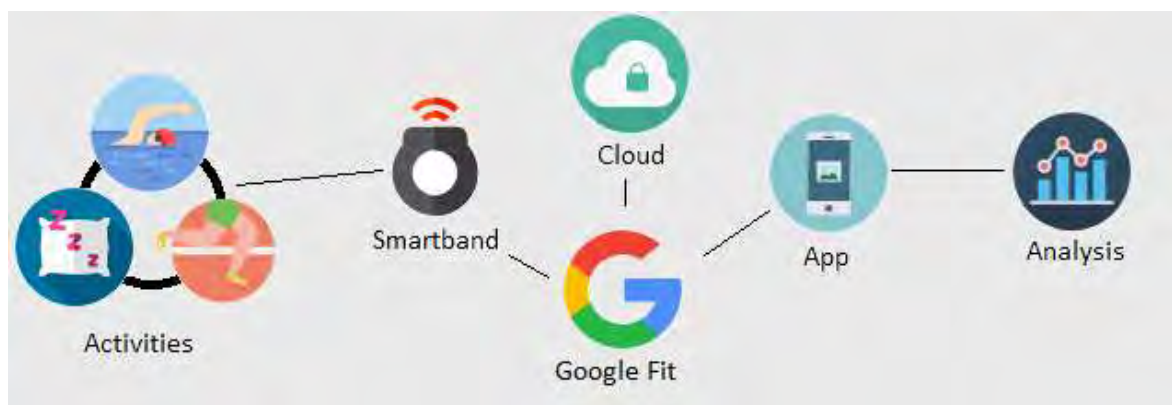 Activities
Smartband
Cloud
Google Fit
App
Analysis
z
z
z